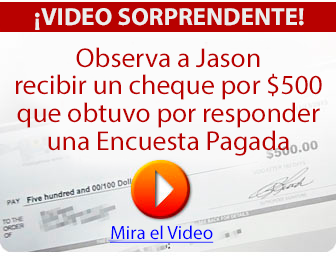 ¡VIDEO SORPRENDENTE!
Observa a Jason
recibir un cheque por $500
que obtuvo por responder
una Encuesta Pagada
$500.00
PAY Five hundred and 00/100 Dolla
TO THE
ORDER
OF
Mira el Video